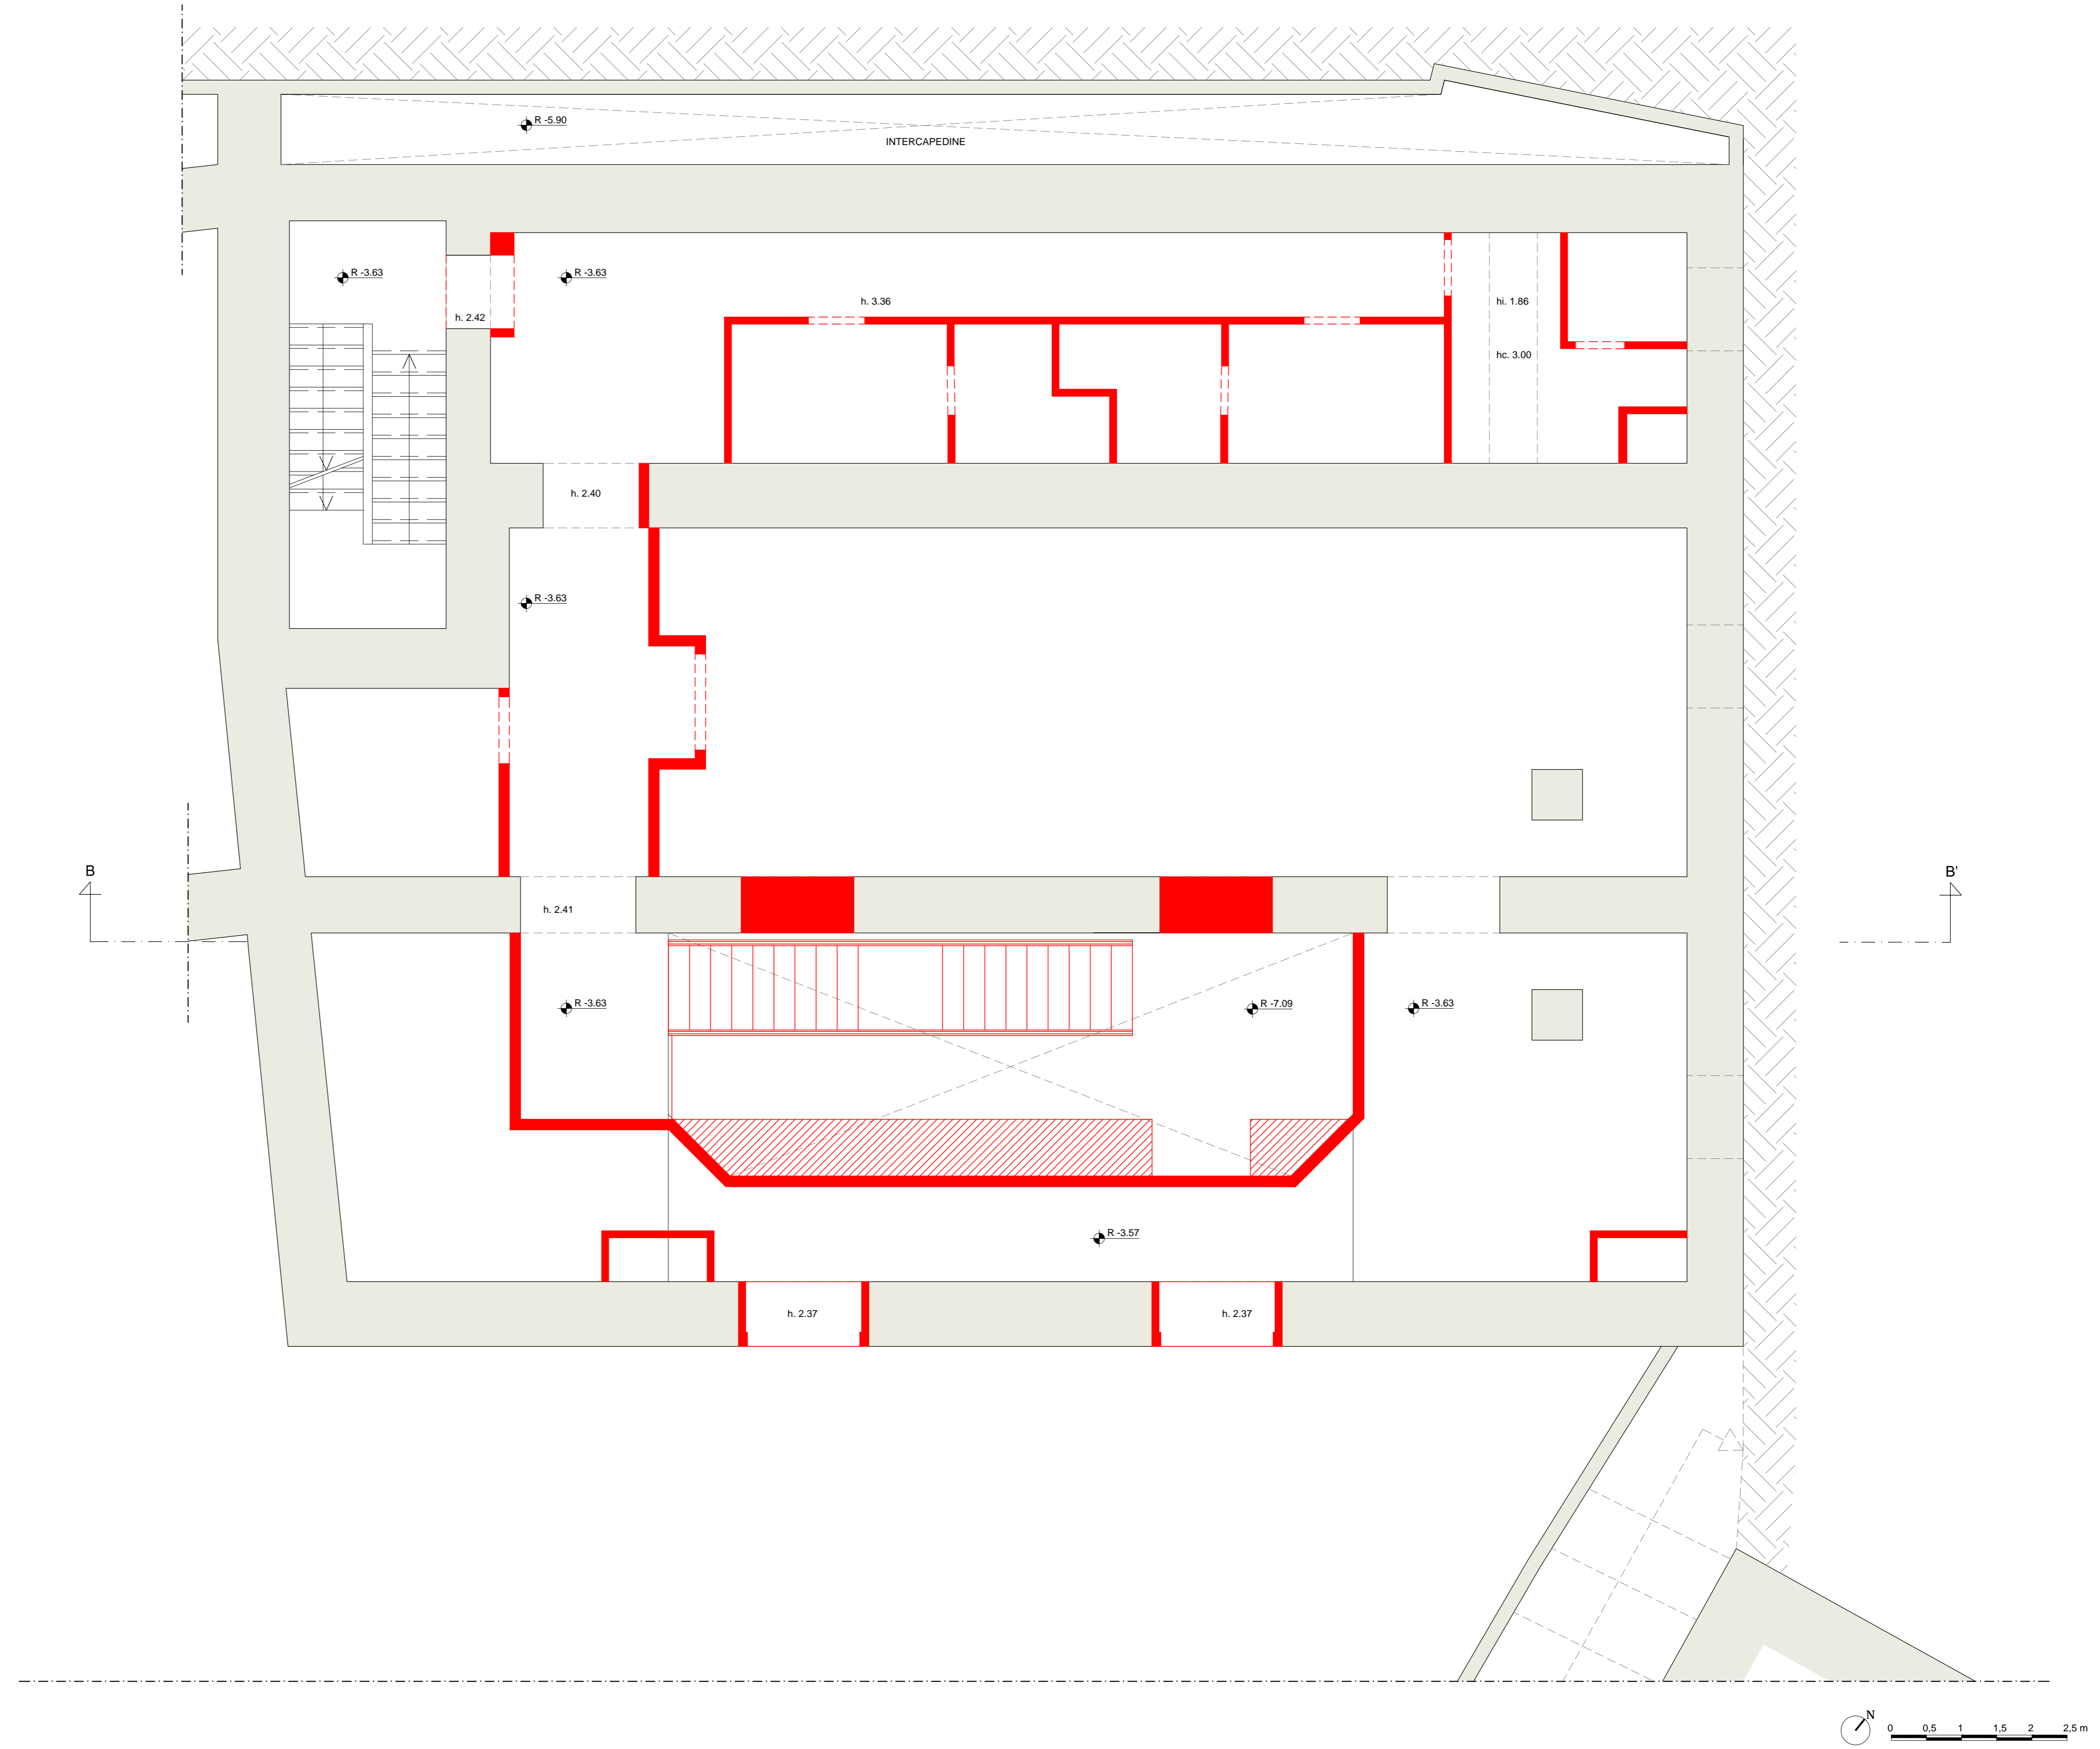 R -5.90
INTERCAPEDINE
R -3.63
R -3.63
h. 2.42
h. 3.36
hi. 1.86
hc. 3.00
h. 2.40
R -3.63
B
B'
h. 2.41
R -3.63
R -7.09
R -3.63
R -3.57
h. 2.37
h. 2.37
N
0 0,5 1 1,5 2 2,5 m